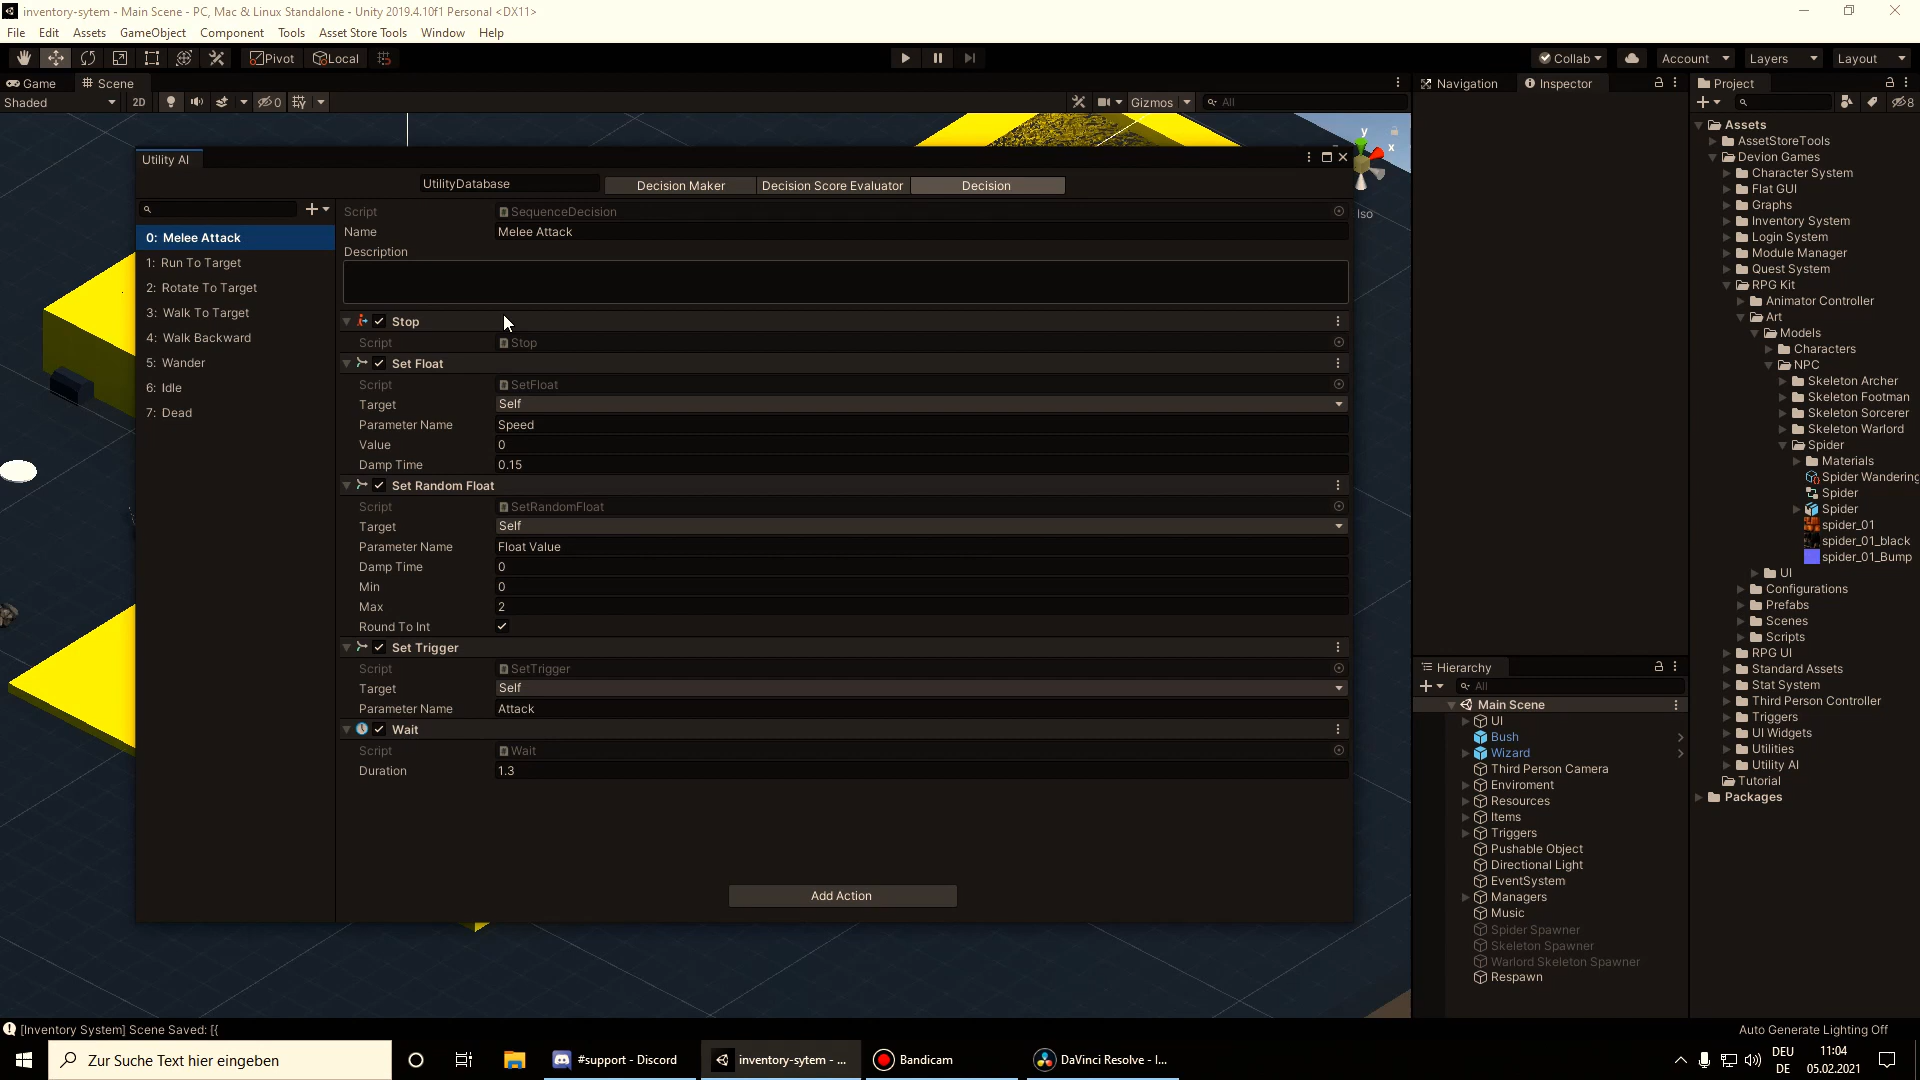 inventory-sytem - Main Scene - PC, Mac & Linux Standalone - Unity 2019.4.10f1 Personal <DX11>
File Edit Assets GameObject Component Tools Asset Store Tools Window Help
Pivot Local Collab Account Layers Layout
Game Scene Navigation Inspector Project
Shaded 2D 0 Gizmos All 8
y
x
Iso
Utility AI
UtilityDatabase Decision Maker Decision Score Evaluator Decision
0: Melee Attack
1: Run To Target
2: Rotate To Target
3: Walk To Target
4: Walk Backward
5: Wander
6: Idle
7: Dead
Script SequenceDecision
Name Melee Attack
Description
Stop
Script Stop
Set Float
Script SetFloat
Target Self
Parameter Name Speed
Value 0
Damp Time 0.15
Set Random Float
Script SetRandomFloat
Target Self
Parameter Name Float Value
Damp Time 0
Min 0
Max 2
Round To Int
Set Trigger
Script SetTrigger
Target Self
Parameter Name Attack
Wait
Script Wait
Duration 1.3
Add Action
Hierarchy
All
Main Scene
UI
Bush
Wizard
Third Person Camera
Enviroment
Resources
Items
Triggers
Pushable Object
Directional Light
EventSystem
Managers
Music
Spider Spawner
Skeleton Spawner
Warlord Skeleton Spawner
Respawn
Assets
AssetStoreTools
Devion Games
Character System
Flat GUI
Graphs
Inventory System
Login System
Module Manager
Quest System
RPG Kit
Animator Controller
Art
Models
Characters
NPC
Skeleton Archer
Skeleton Footman
Skeleton Sorcerer
Skeleton Warlord
Spider
Materials
Spider Wandering
Spider
Spider
spider_01
spider_01_black
spider_01_Bump
UI
Configurations
Prefabs
Scenes
Scripts
RPG UI
Standard Assets
Stat System
Third Person Controller
Triggers
UI Widgets
Utilities
Utility AI
Tutorial
Packages
[Inventory System] Scene Saved: [{
Auto Generate Lighting Off
Zur Suche Text hier eingeben
#support - Discord
inventory-sytem - ...
Bandicam
DaVinci Resolve - I...
DEU
DE
11:04
05.02.2021